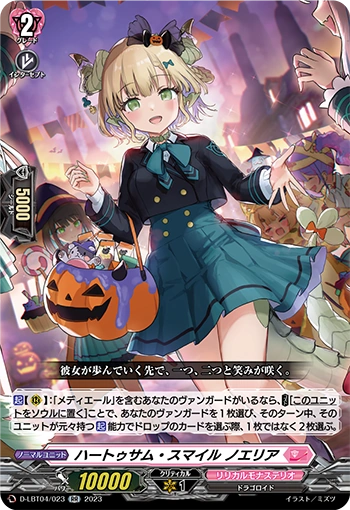 2
グレード
インターセプト
5000
シールド
彼女が歩んでいく先で、一つ、二つと笑みが咲く。
起【(R)】:「メディエール」を含むあなたのヴァンガードがいるなら、[このユニッ
トをソウルに置く]ことで、あなたのヴァンガードを1枚選び、そのターン中、その
ユニットが元々持つ起能力でドロップのカードを選ぶ際、1枚ではなく2枚選ぶ。
ノーマルユニット
ハートゥサム・スマイル ノエリア
パワー 10000
クリティカル
1
リリカルモナステリオ
ドラゴロイド
D-LBT04/023 RR 2023
イラスト/ミズツ